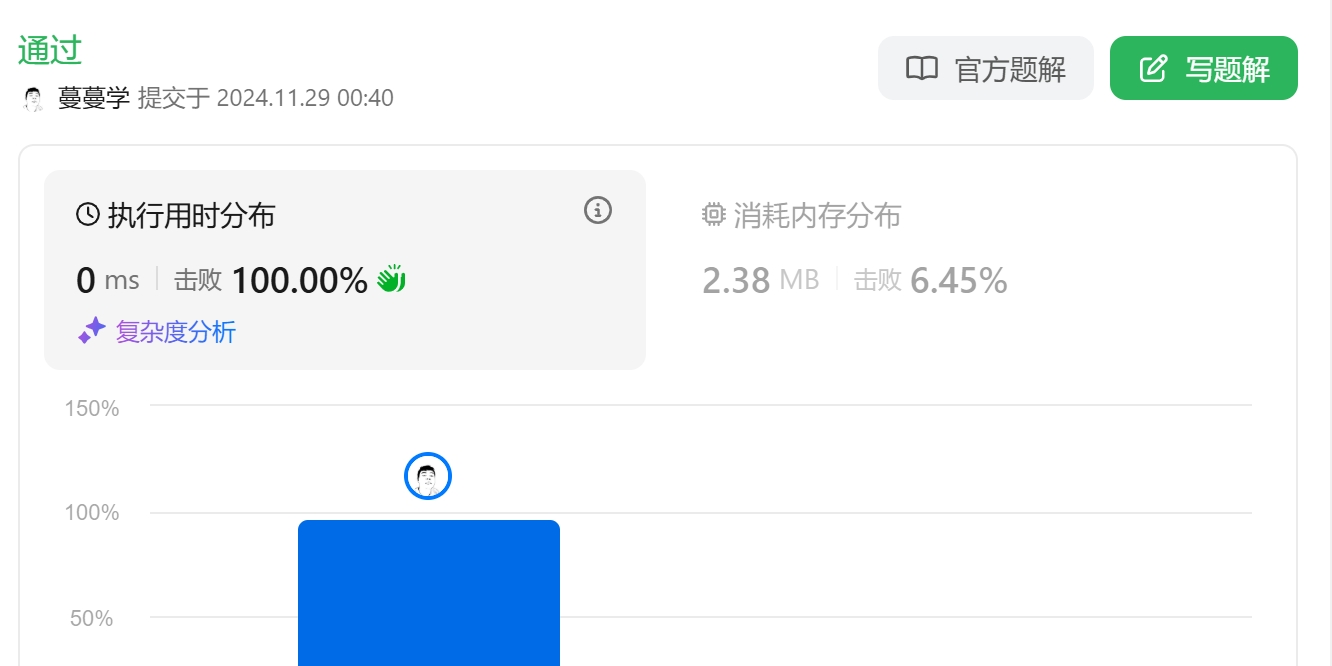 通过
官方题解
写题解
蔓蔓学 提交于 2024.11.29 00:40
执行用时分布
0 ms 击败 100.00%
复杂度分析
消耗内存分布
2.38 MB 击败 6.45%
150%
100%
50%